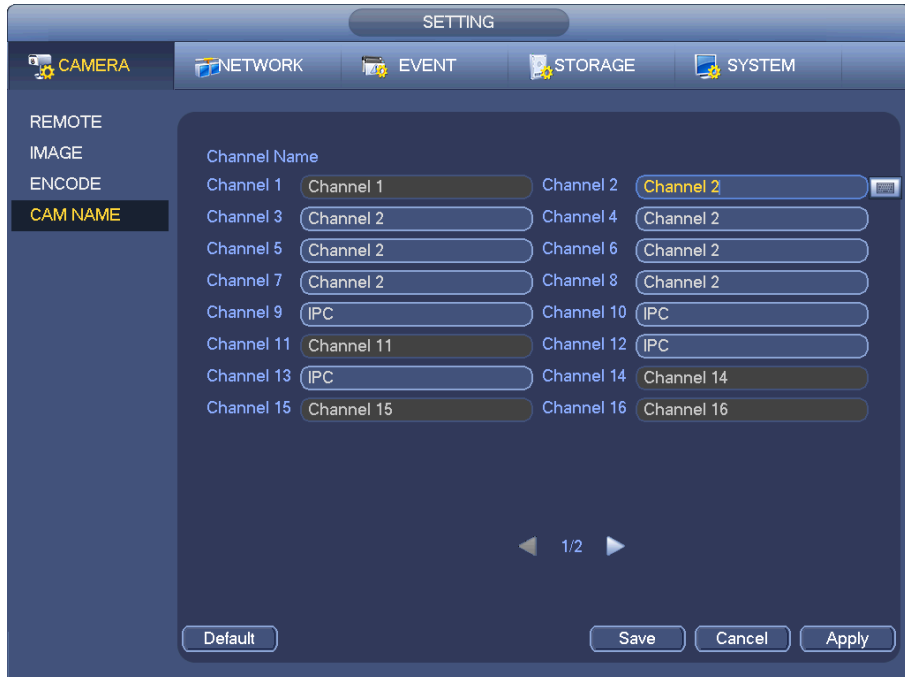 SETTING
CAMERA NETWORK EVENT STORAGE SYSTEM
REMOTE
IMAGE
ENCODE
CAM NAME
Channel Name
Channel 1 Channel 1 Channel 2 Channel 2
Channel 3 Channel 2 Channel 4 Channel 2
Channel 5 Channel 2 Channel 6 Channel 2
Channel 7 Channel 2 Channel 8 Channel 2
Channel 9 IPC Channel 10 IPC
Channel 11 Channel 11 Channel 12 IPC
Channel 13 IPC Channel 14 Channel 14
Channel 15 Channel 15 Channel 16 Channel 16
1/2
Default Save Cancel Apply